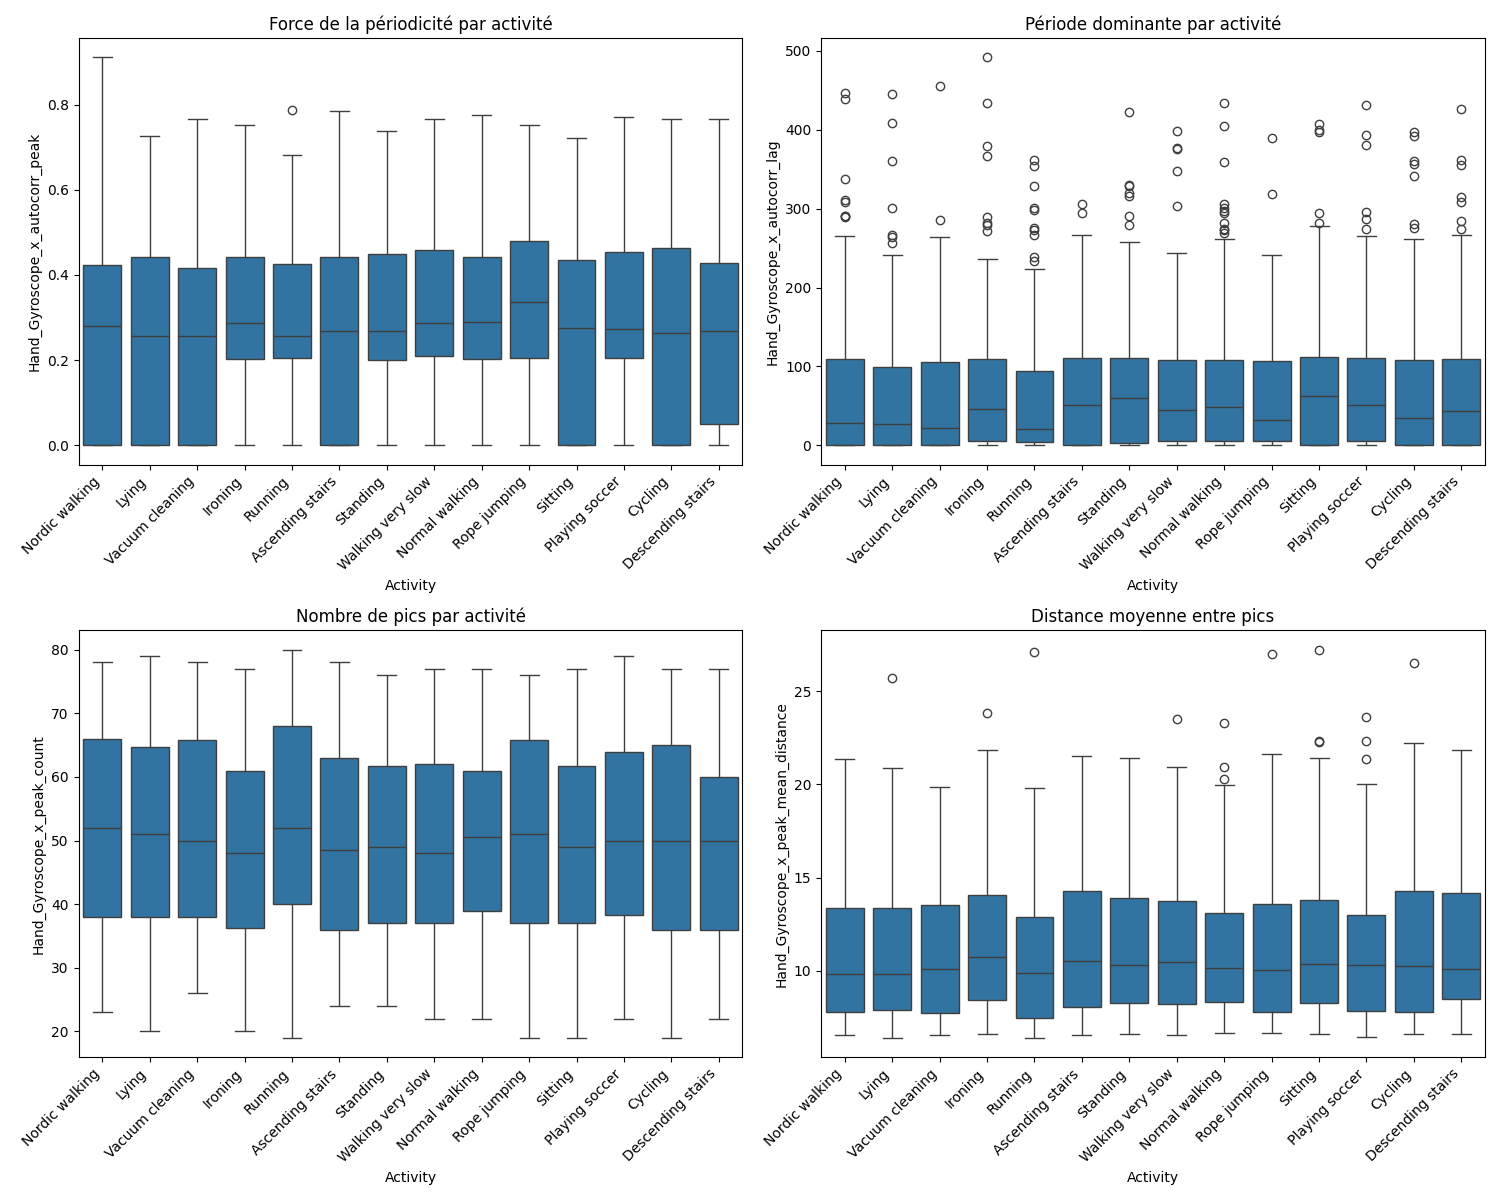 Force de la périodicité par activité
Hand_Gyroscope_x_autocorr_peak
0.8
0.6
0.4
0.2
0.0
Nordic walking
Lying
Vacuum cleaning
Ironing
Running
Ascending stairs
Standing
Walking very slow
Normal walking
Rope jumping
Sitting
Playing soccer
Cycling
Descending stairs
Activity
Période dominante par activité
Hand_Gyroscope_x_autocorr_lag
500
400
300
200
100
0
Nordic walking
Lying
Vacuum cleaning
Ironing
Running
Ascending stairs
Standing
Walking very slow
Normal walking
Rope jumping
Sitting
Playing soccer
Cycling
Descending stairs
Activity
Nombre de pics par activité
Hand_Gyroscope_x_peak_count
80
70
60
50
40
30
20
Nordic walking
Lying
Vacuum cleaning
Ironing
Running
Ascending stairs
Standing
Walking very slow
Normal walking
Rope jumping
Sitting
Playing soccer
Cycling
Descending stairs
Activity
Distance moyenne entre pics
Hand_Gyroscope_x_peak_mean_distance
25
20
15
10
Nordic walking
Lying
Vacuum cleaning
Ironing
Running
Ascending stairs
Standing
Walking very slow
Normal walking
Rope jumping
Sitting
Playing soccer
Cycling
Descending stairs
Activity